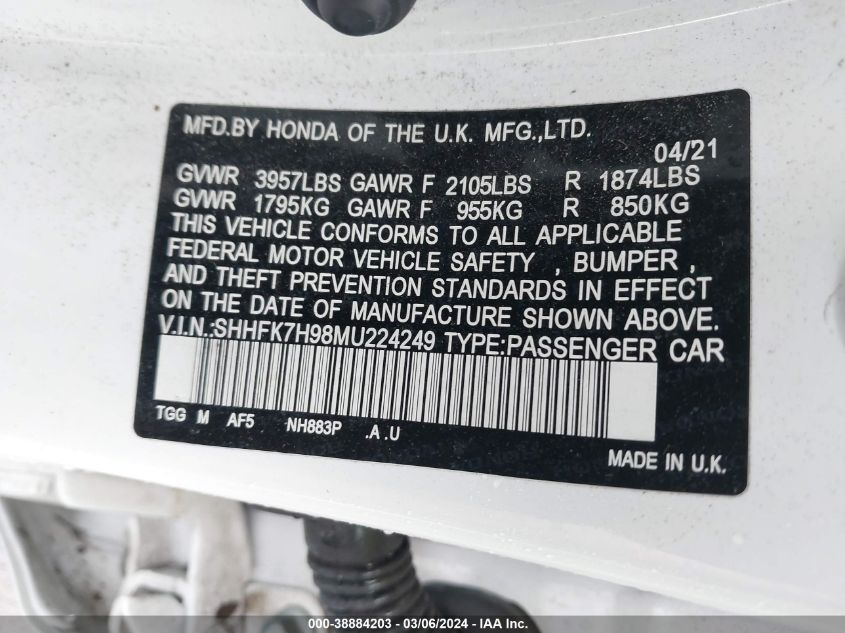 MFD.BY HONDA OF THE U.K. MFG.,LTD.
04/21
GVWR 3957LBS GAWR F 2105LBS R 1874LBS
GVWR 1795KG GAWR F 955KG R 850KG
THIS VEHICLE CONFORMS TO ALL APPLICABLE
FEDERAL MOTOR VEHICLE SAFETY , BUMPER ,
AND THEFT PREVENTION STANDARDS IN EFFECT
ON THE DATE OF MANUFACTURE SHOWN ABOVE.
V.I.N.:SHHFK7H98MU224249 TYPE:PASSENGER CAR
TGG M AF5 NH883P .A .U
MADE IN U.K.
000-38884203 - 03/06/2024 - IAA Inc.